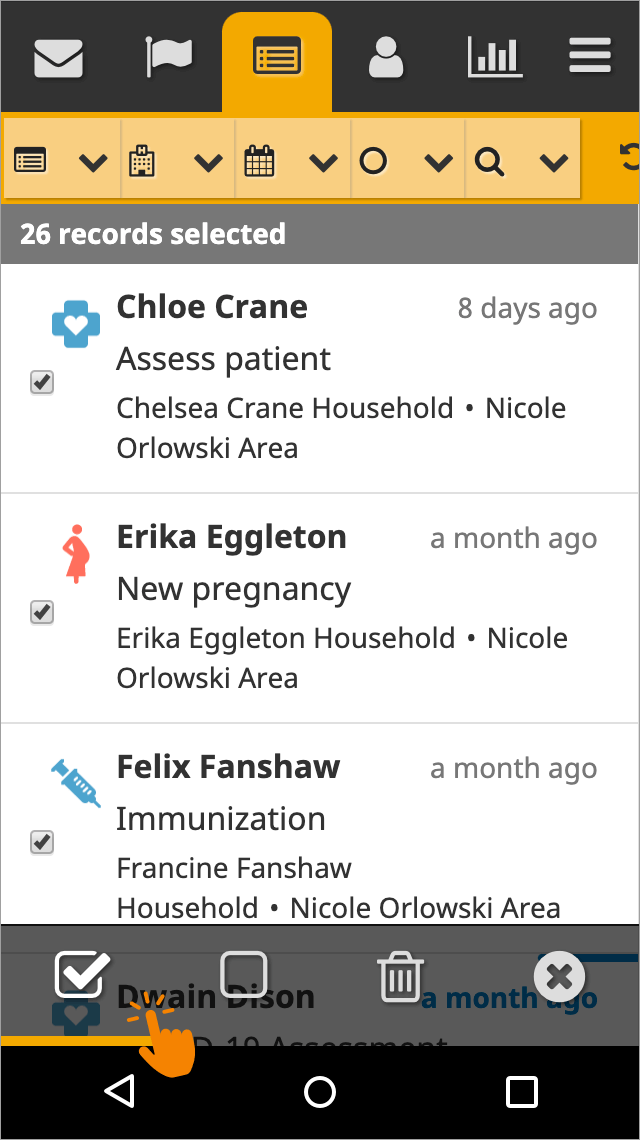 26 records selected
Chloe Crane
8 days ago
Assess patient
Chelsea Crane Household • Nicole
Orlowski Area
Erika Eggleton
a month ago
New pregnancy
Erika Eggleton Household • Nicole
Orlowski Area
Felix Fanshaw
a month ago
Immunization
Francine Fanshaw
Household • Nicole Orlowski Area
Dwain Dison
a month ago
D-19 Assessment